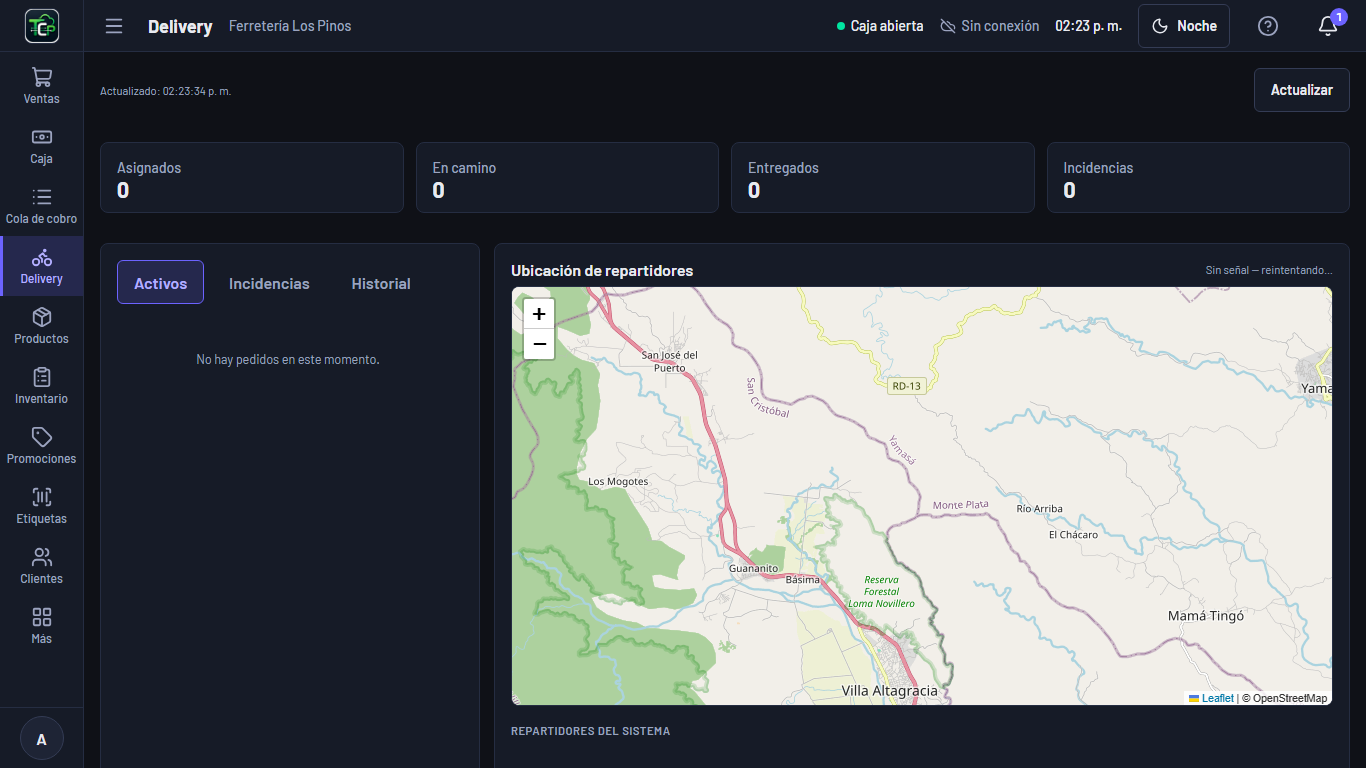 TCP
Delivery
Ferretería Los Pinos
Caja abierta
Sin conexión
02:23 p. m.
Noche
1
Ventas
Caja
Cola de cobro
Delivery
Productos
Inventario
Promociones
Etiquetas
Clientes
Más
A
Actualizado: 02:23:34 p. m.
Actualizar
Asignados
0
En camino
0
Entregados
0
Incidencias
0
Activos
Incidencias
Historial
No hay pedidos en este momento.
Ubicación de repartidores
Sin señal — reintentando...
+
−
San José del
Puerto
San Cristóbal
RD-13
Yama
Yamasá
Los Mogotes
Monte Plata
Río Arriba
El Chácaro
Guananito
Básima
Reserva
Forestal
Loma Novillero
Mamá Tingó
Villa Altagracia
Leaflet | © OpenStreetMap
REPARTIDORES DEL SISTEMA